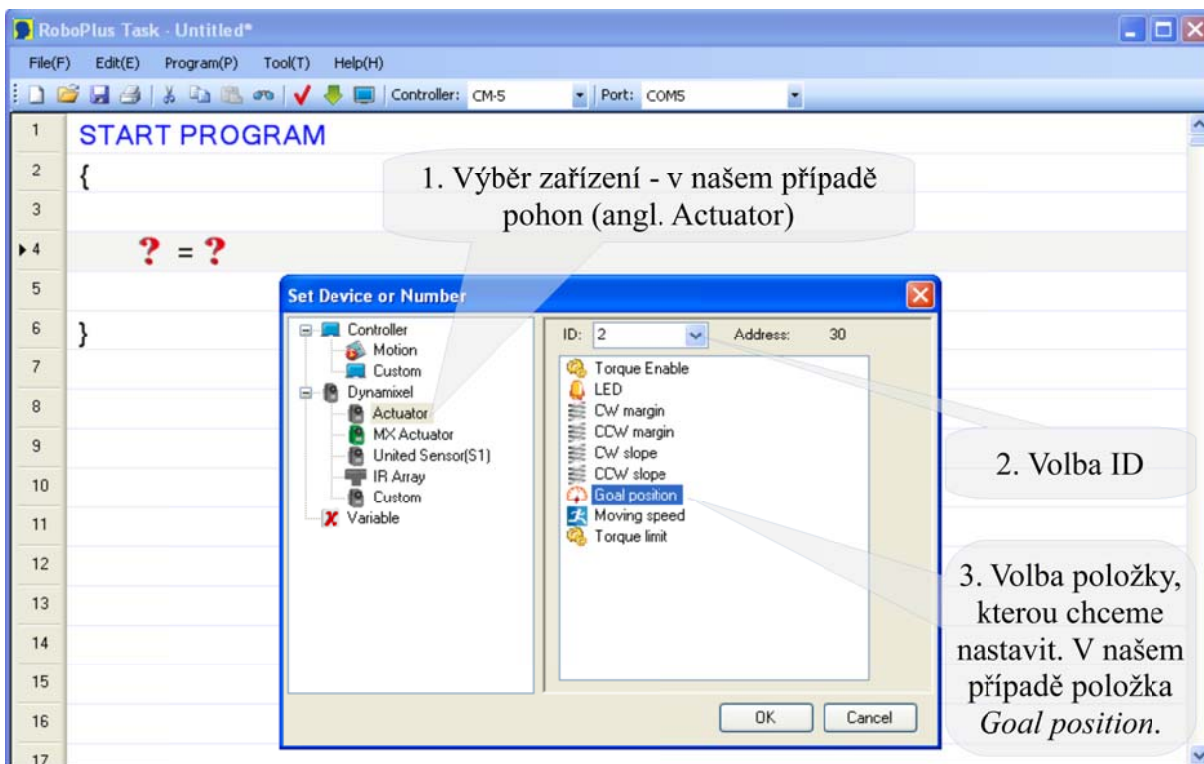 RoboPlus Task - Untitled*
File(F) Edit(E) Program(P) Tool(T) Help(H)
Controller: CM-5 Port: COM5
1 START PROGRAM
2 {
3
4 ? = ?
5
6 }
7
8
9
10
11
12
13
14
15
16
17
1. Výběr zařízení - v našem případě
pohon (angl. Actuator)
Set Device or Number
Controller
Motion
Custom
Dynamixel
Actuator
MX Actuator
United Sensor(S1)
IR Array
Custom
Variable
ID: 2 Address: 30
Torque Enable
LED
CW margin
CCW margin
CW slope
CCW slope
Goal position
Moving speed
Torque limit
OK Cancel
2. Volba ID
3. Volba položky,
kterou chceme
nastavit. V našem
případě položka
Goal position.